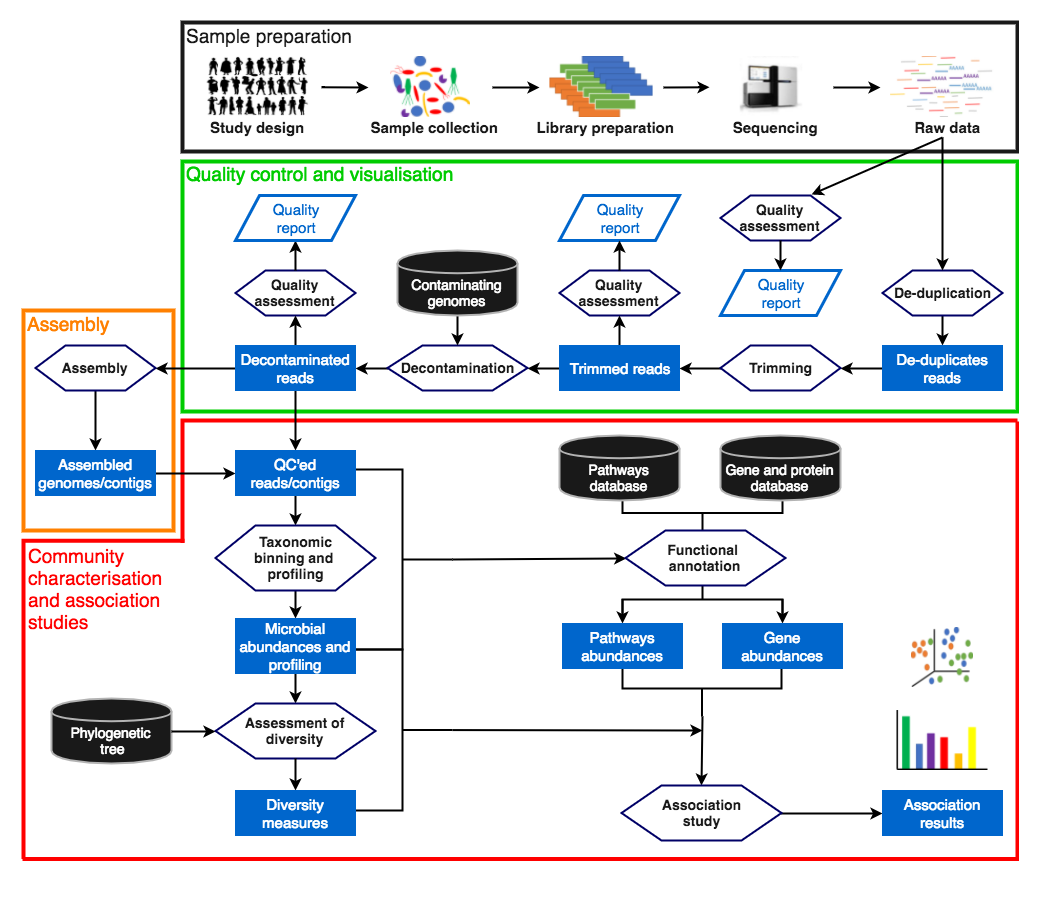 Sample preparation
Study design
Sample collection
Library preparation
Sequencing
Raw data
Quality control and visualisation
Quality
report
Quality
report
Quality
assessment
Quality
assessment
Contaminating
genomes
Quality
assessment
Quality
report
De-duplication
Assembly
Assembly
Decontaminated
reads
Decontamination
Trimmed reads
Trimming
De-duplicates
reads
Assembled
genomes/contigs
QC'ed
reads/contigs
Pathways
database
Gene and protein
database
Community
characterisation
and association
studies
Taxonomic
binning and
profiling
Functional
annotation
Microbial
abundances and
profiling
Pathways
abundances
Gene
abundances
Phylogenetic
tree
Assessment of
diversity
Diversity
measures
Association
study
Association
results